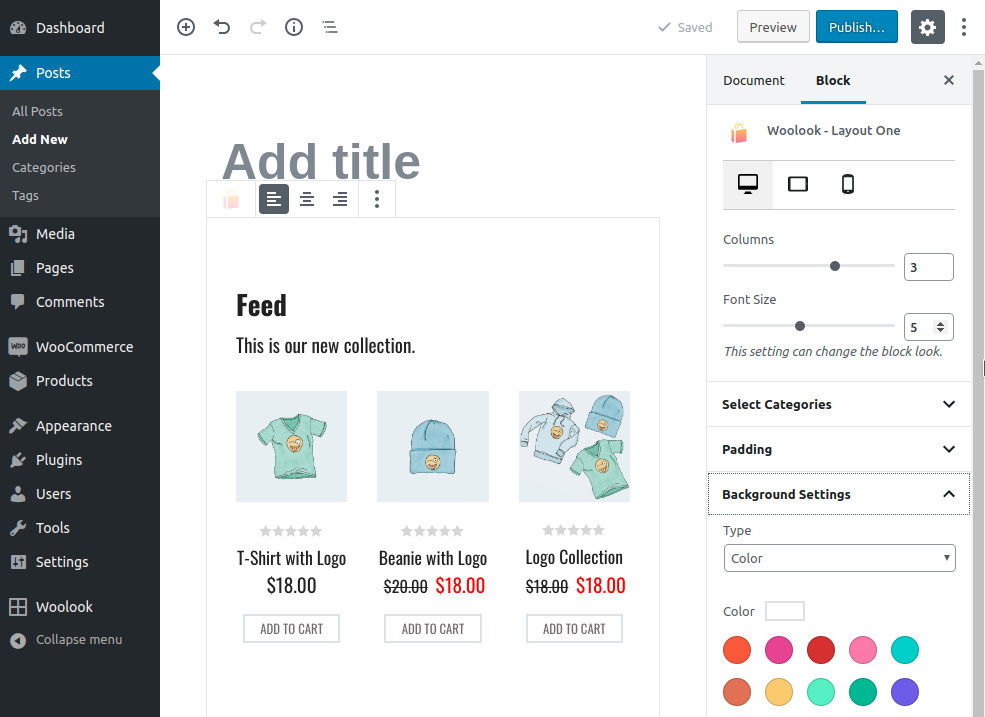 Dashboard
Posts
All Posts
Add New
Categories
Tags
Media
Pages
Comments
WOO WooCommerce
Products
Appearance
Plugins
Users
Tools
Settings
Woolook
Collapse menu
Saved
Preview
Publish...
Add title
Feed
This is our new collection.
T-Shirt with Logo
$18.00
ADD TO CART
Beanie with Logo
$20.00 $18.00
ADD TO CART
Logo Collection
$18.00 $18.00
ADD TO CART
Document Block
Woolook - Layout One
Columns
3
Font Size
5
This setting can change the block look.
Select Categories
Padding
Background Settings
Type
Color
Color